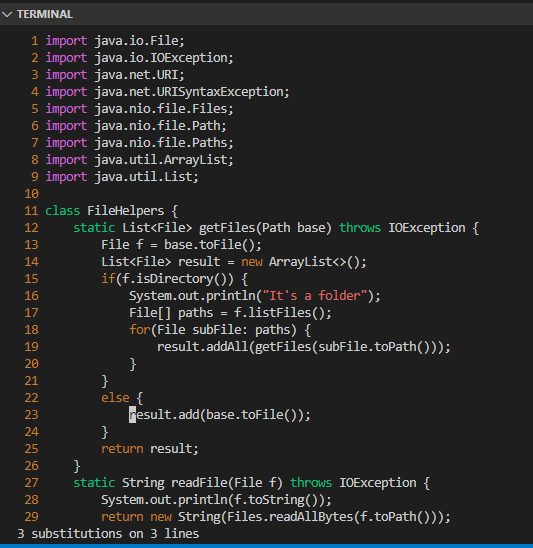 TERMINAL
1 import java.io.File;
2 import java.io.IOException;
3 import java.net.URI;
4 import java.net.URISyntaxException;
5 import java.nio.file.Files;
6 import java.nio.file.Path;
7 import java.nio.file.Paths;
8 import java.util.ArrayList;
9 import java.util.List;
10
11 class FileHelpers {
12     static List<File> getFiles(Path base) throws IOException {
13         File f = base.toFile();
14         List<File> result = new ArrayList<>();
15         if(f.isDirectory()) {
16             System.out.println("It's a folder");
17             File[] paths = f.listFiles();
18             for(File subFile: paths) {
19                 result.addAll(getFiles(subFile.toPath()));
20             }
21         }
22         else {
23             result.add(base.toFile());
24         }
25         return result;
26     }
27     static String readFile(File f) throws IOException {
28         System.out.println(f.toString());
29         return new String(Files.readAllBytes(f.toPath()));
3 substitutions on 3 lines